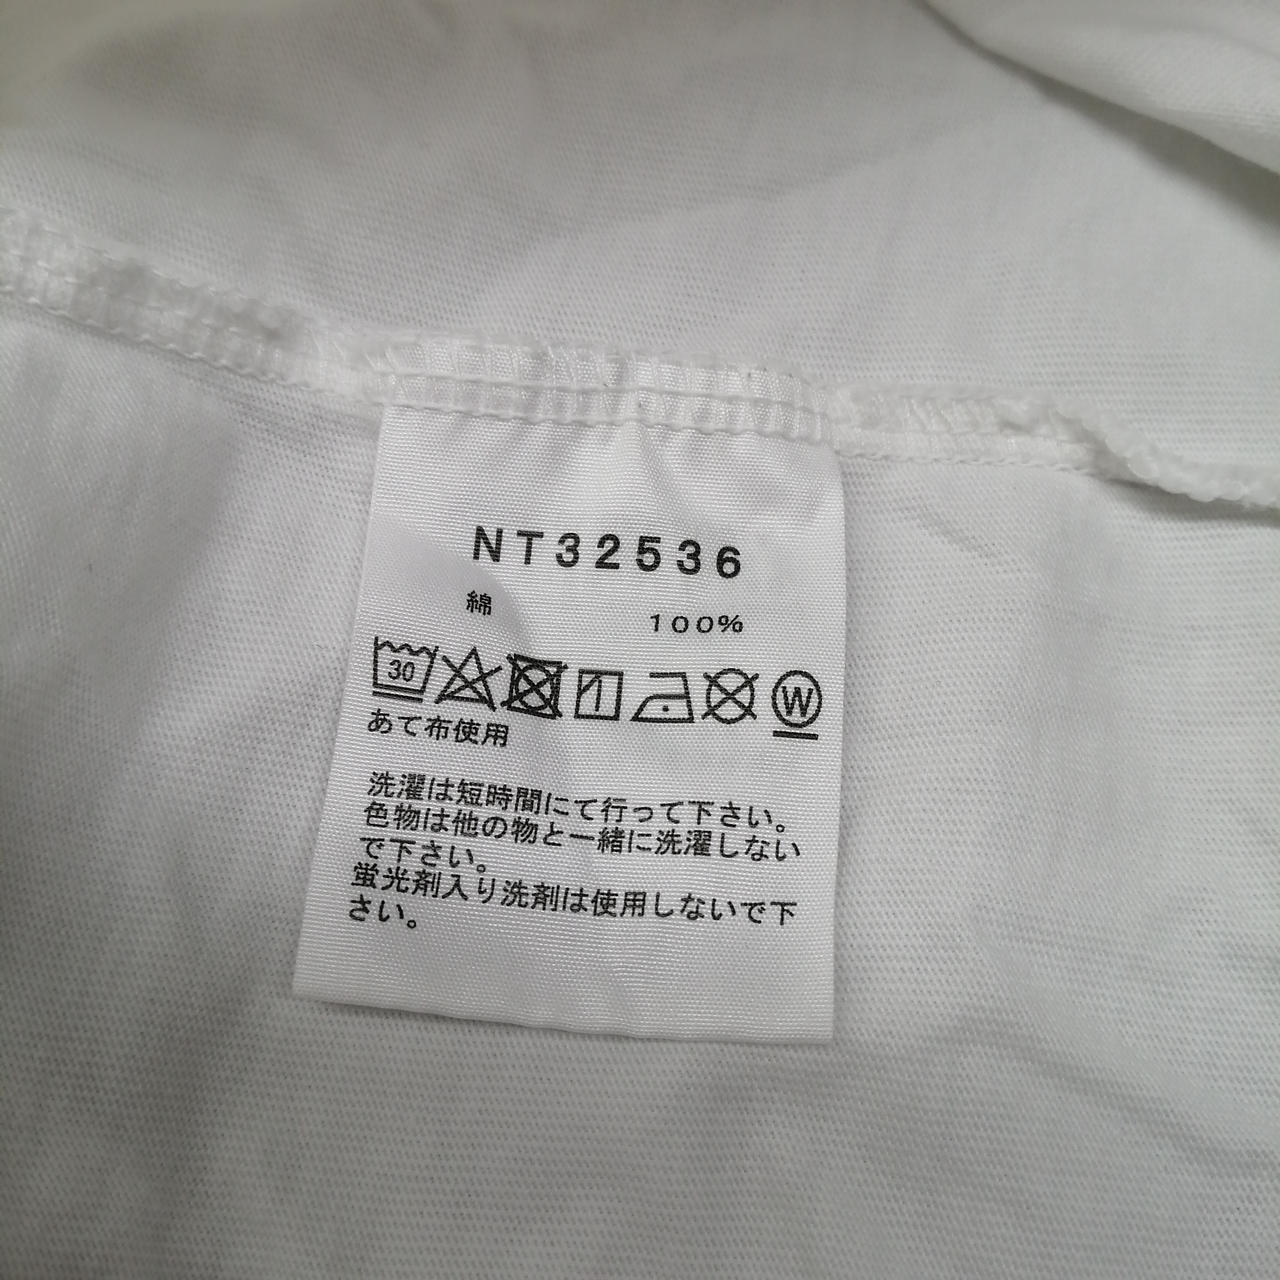 NT32536
綿 100%
30 W
あて布使用
洗濯は短時間にて行って下さい。
色物は他の物と一緒に洗濯しない
で下さい。
蛍光剤入り洗剤は使用しないで下
さい。